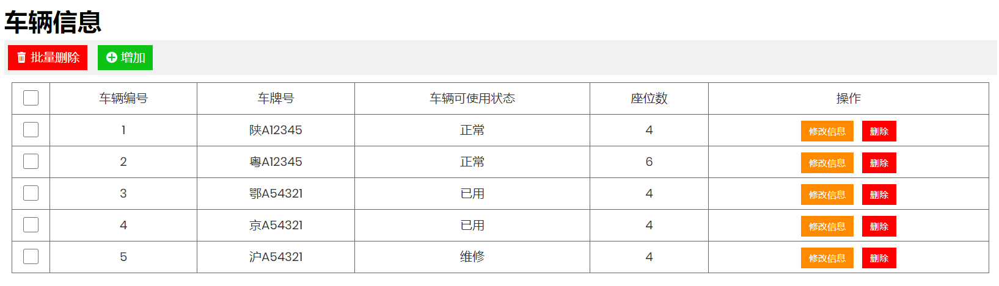 车辆信息
批量删除 增加
车辆编号 车牌号 车辆可使用状态 座位数 操作
1 陕A12345 正常 4 修改信息 删除
2 粤A12345 正常 6 修改信息 删除
3 鄂A54321 已用 4 修改信息 删除
4 京A54321 已用 4 修改信息 删除
5 沪A54321 维修 4 修改信息 删除